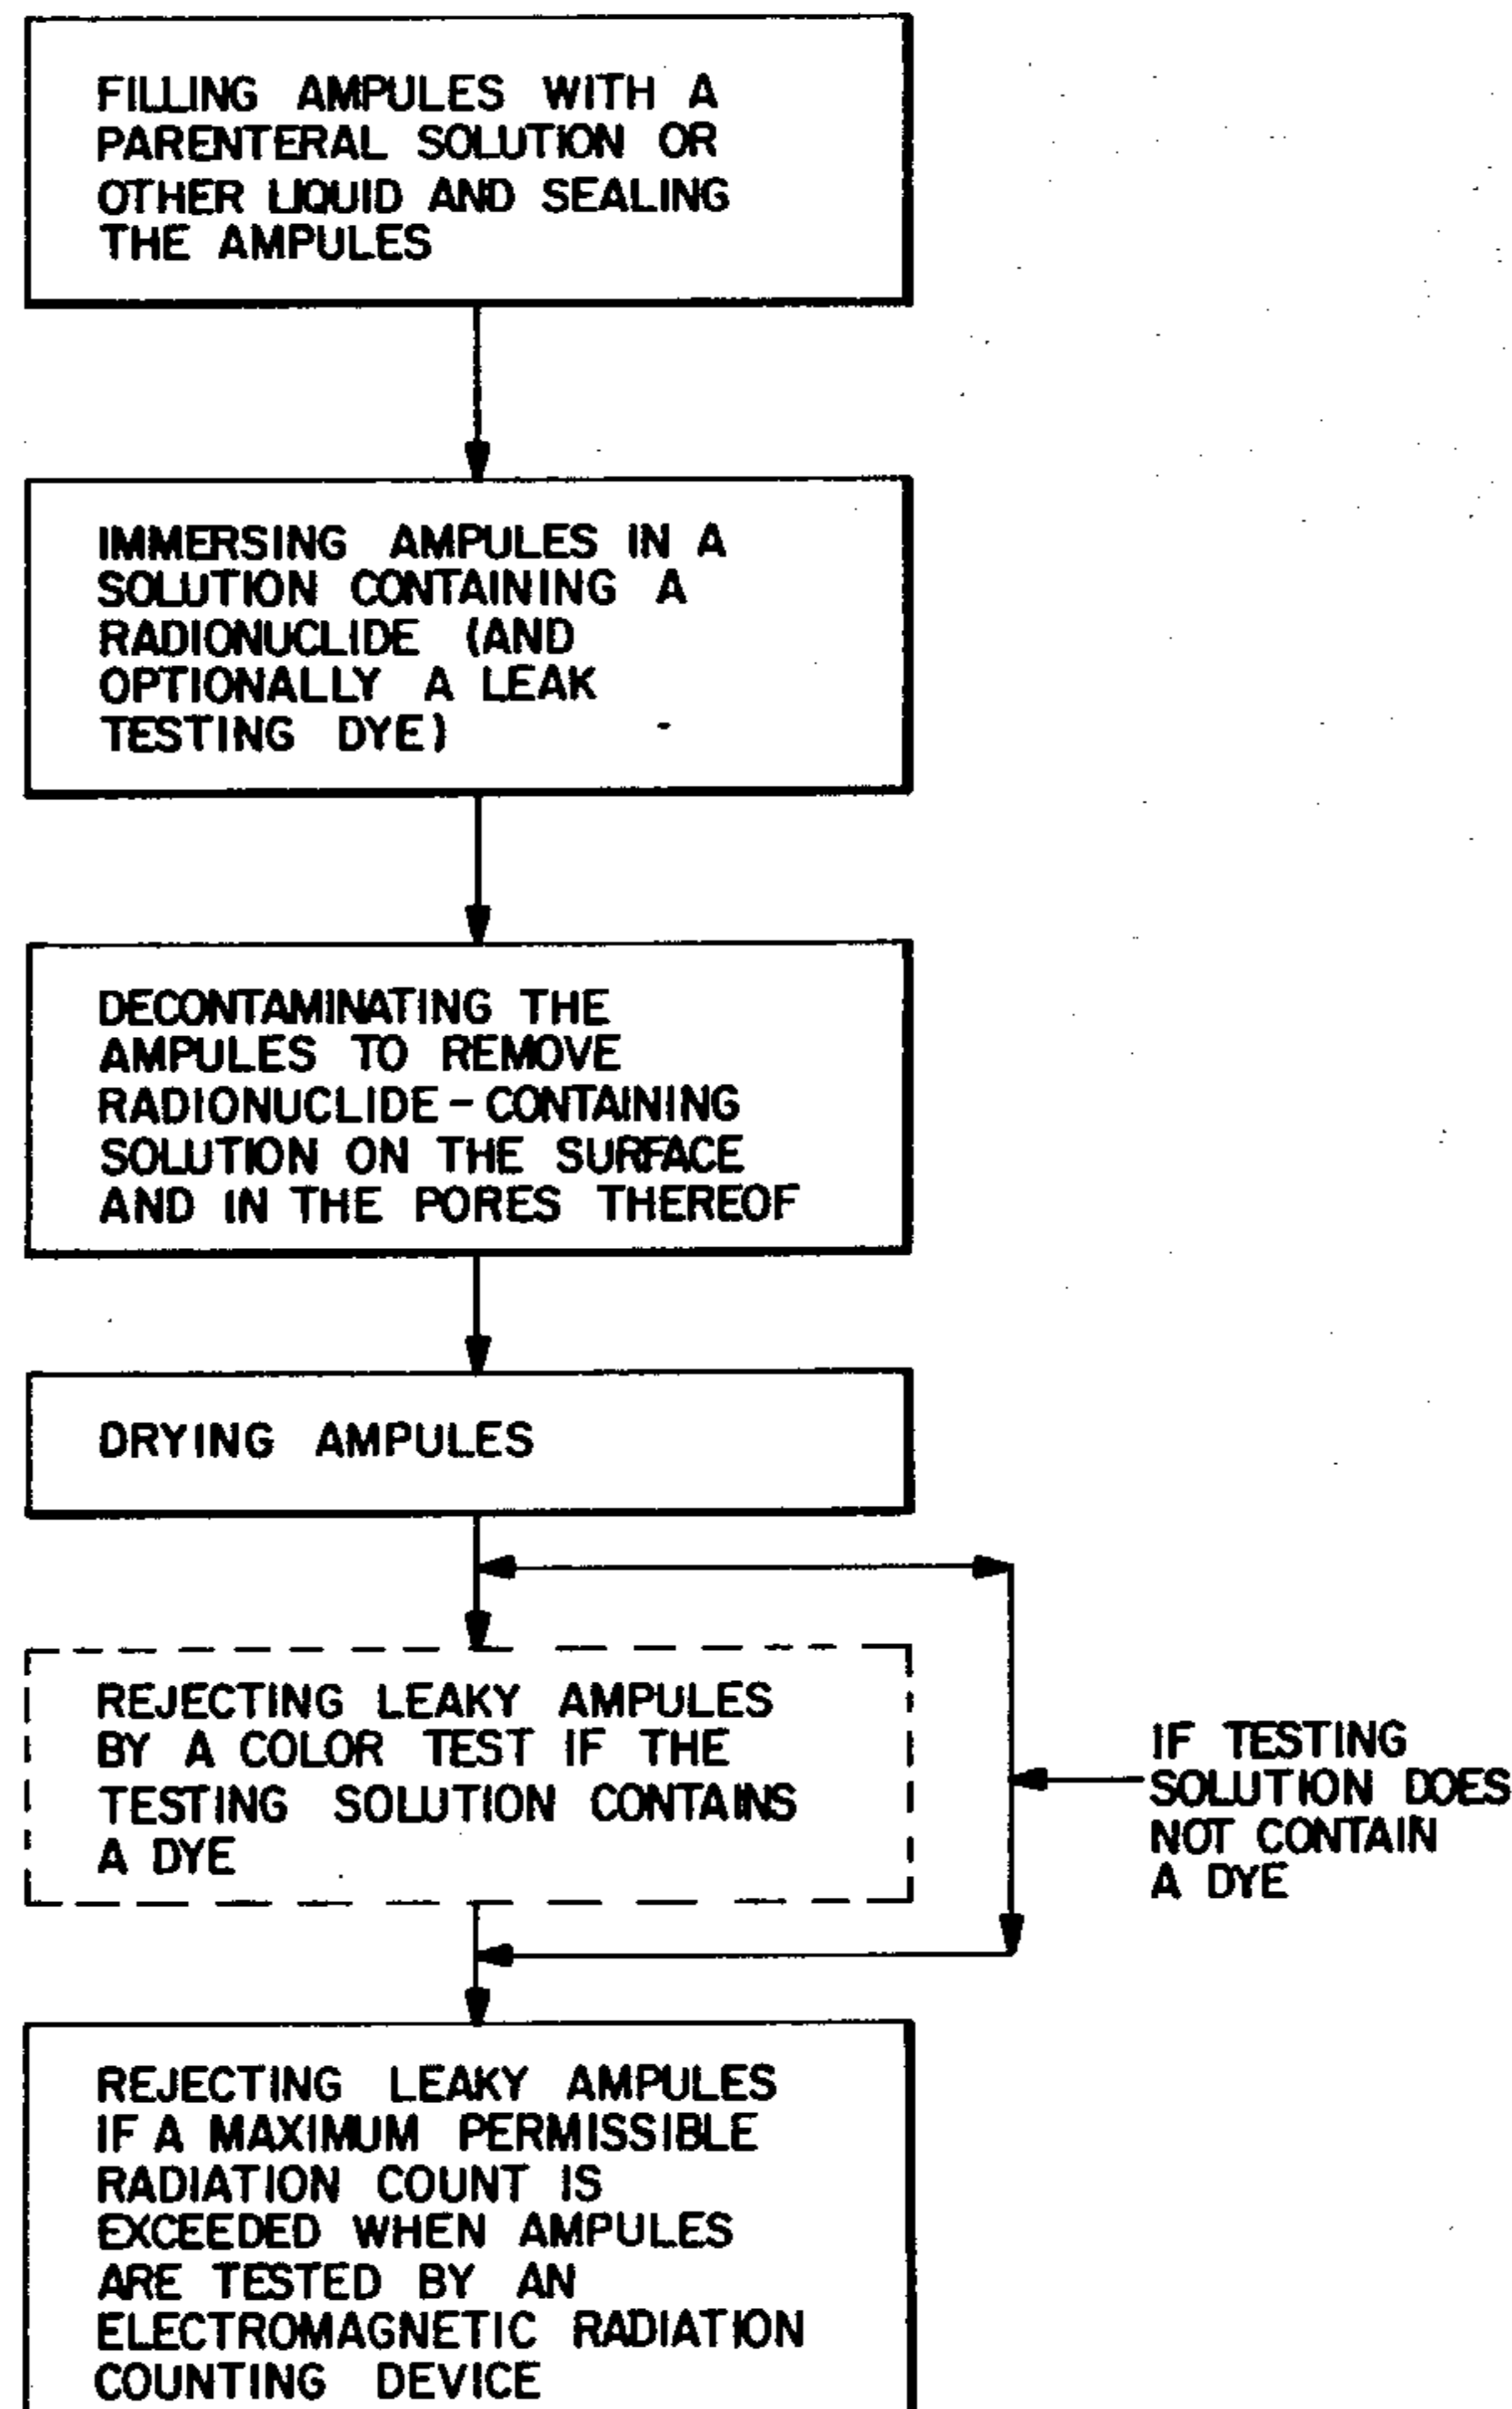 FILLING AMPULES WITH A
PARENTERAL SOLUTION OR
OTHER LIQUID AND SEALING
THE AMPULES
IMMERSING AMPULES IN A
SOLUTION CONTAINING A
RADIONUCLIDE (AND
OPTIONALLY A LEAK
TESTING DYE)
DECONTAMINATING THE
AMPULES TO REMOVE
RADIONUCLIDE-CONTAINING
SOLUTION ON THE SURFACE
AND IN THE PORES THEREOF
DRYING AMPULES
REJECTING LEAKY AMPULES
BY A COLOR TEST IF THE
TESTING SOLUTION CONTAINS
A DYE
IF TESTING
SOLUTION DOES
NOT CONTAIN
A DYE
REJECTING LEAKY AMPULES
IF A MAXIMUM PERMISSIBLE
RADIATION COUNT IS
EXCEEDED WHEN AMPULES
ARE TESTED BY AN
ELECTROMAGNETIC RADIATION
COUNTING DEVICE